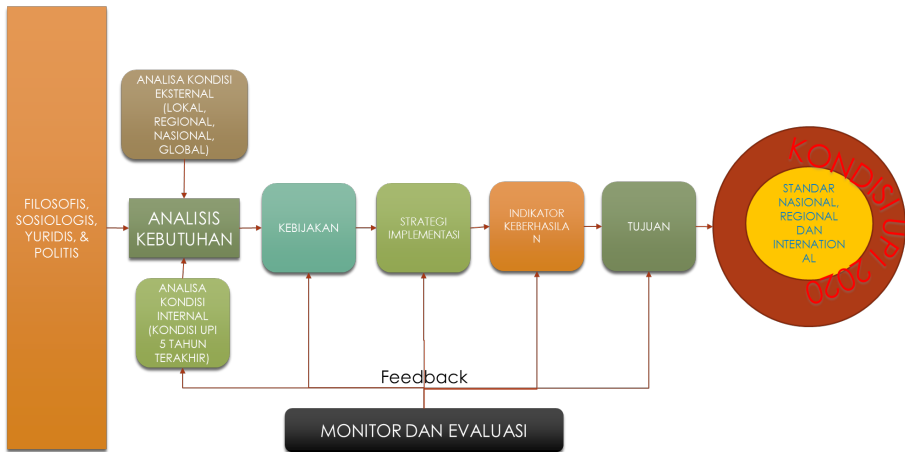 FILOSOFIS,
SOSIOLOGIS,
YURIDIS, &
POLITIS
ANALISA KONDISI
EKSTERNAL
(LOKAL,
REGIONAL,
NASIONAL,
GLOBAL)
ANALISIS
KEBUTUHAN
ANALISA
KONDISI
INTERNAL
(KONDISI UPI
5 TAHUN
TERAKHIR)
KEBIJAKAN
STRATEGI
IMPLEMENTASI
INDIKATOR
KEBERHASILA
N
TUJUAN
KONDISI UPI 2020
STANDAR
NASIONAL,
REGIONAL
DAN
INTERNATION
AL
Feedback
MONITOR DAN EVALUASI